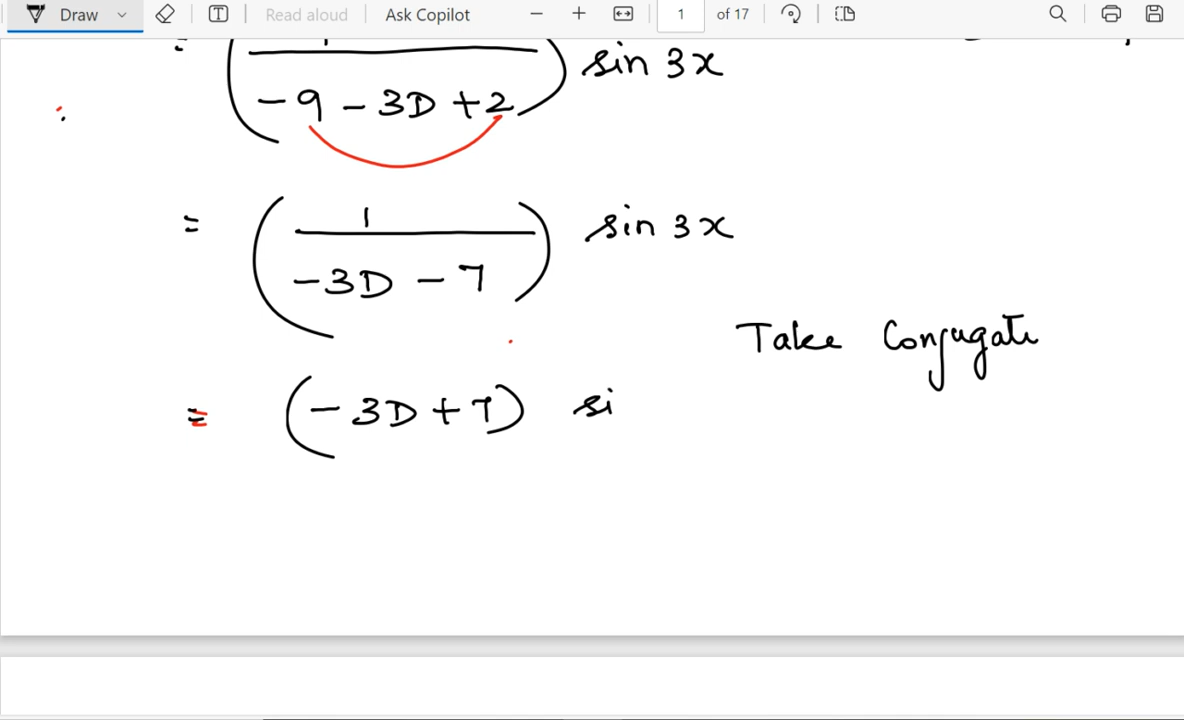 Draw Read aloud Ask Copilot 1 of 17
= ( 1 / -9 - 3D + 2 ) sin 3x
= ( 1 / -3D - 7 ) sin 3x
Take Conjugate
= (-3D + 7) si